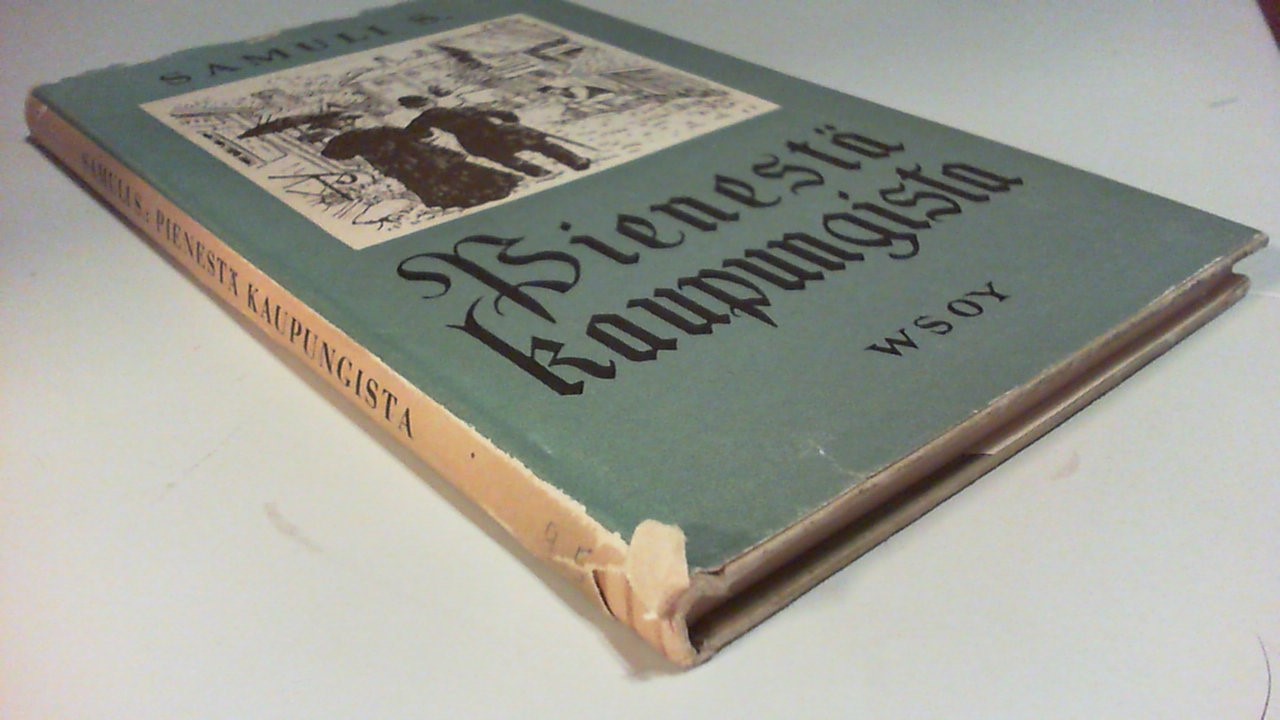 SAMULI S.
Pienestä
kaupungista
WSOY
SAMULI S.: PIENESTÄ KAUPUNGISTA